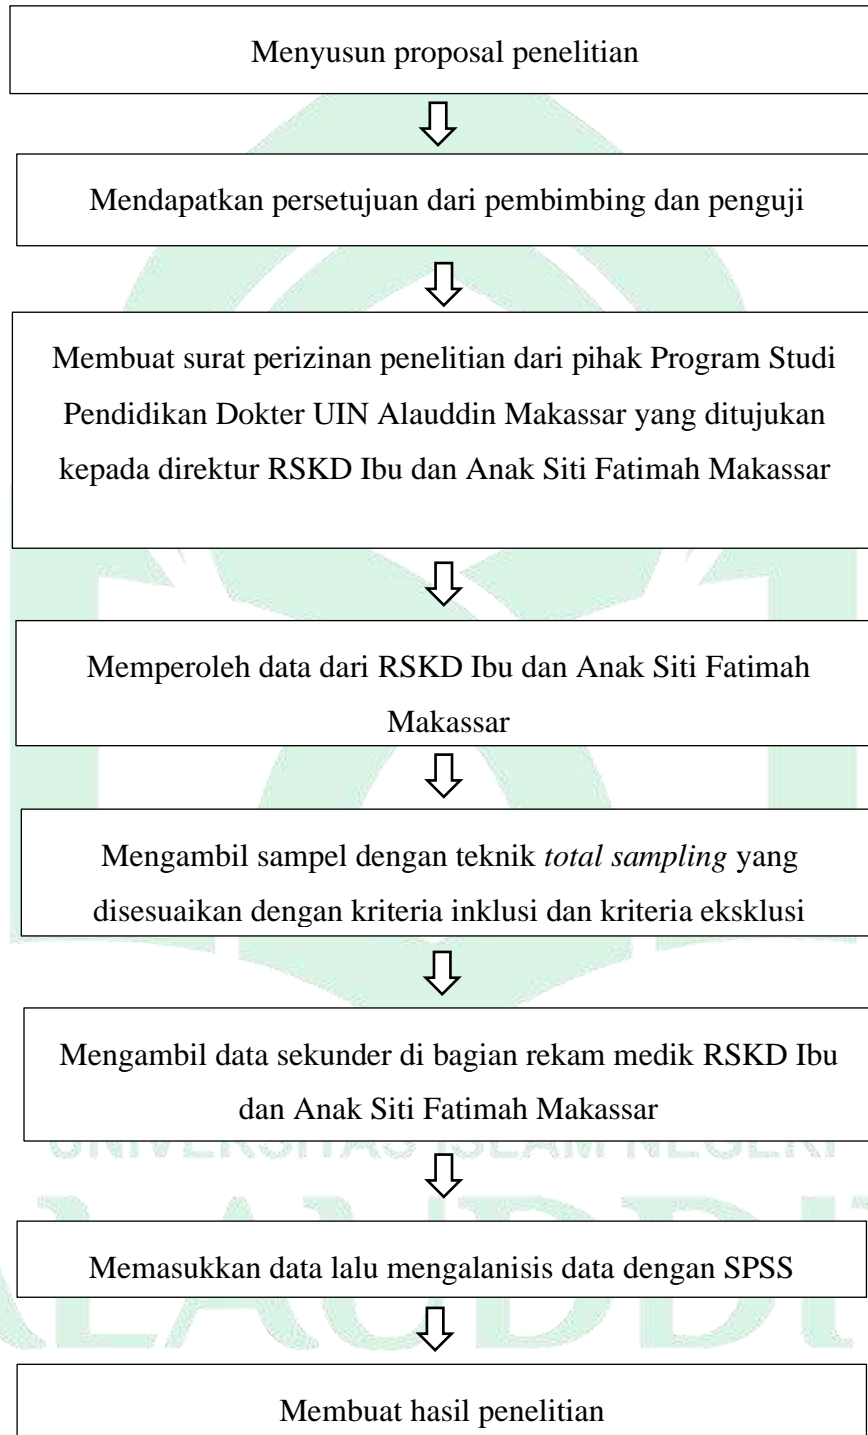 Menyusun proposal penelitian
Mendapatkan persetujuan dari pembimbing dan penguji
Membuat surat perizinan penelitian dari pihak Program Studi
Pendidikan Dokter UIN Alauddin Makassar yang ditujukan
kepada direktur RSKD Ibu dan Anak Siti Fatimah Makassar
Memperoleh data dari RSKD Ibu dan Anak Siti Fatimah
Makassar
Mengambil sampel dengan teknik total sampling yang
disesuaikan dengan kriteria inklusi dan kriteria eksklusi
Mengambil data sekunder di bagian rekam medik RSKD Ibu
dan Anak Siti Fatimah Makassar
UNIVERSITAS ISLAM NEGERI
ALAUDDI
Memasukkan data lalu mengalanisis data dengan SPSS
Membuat hasil penelitian